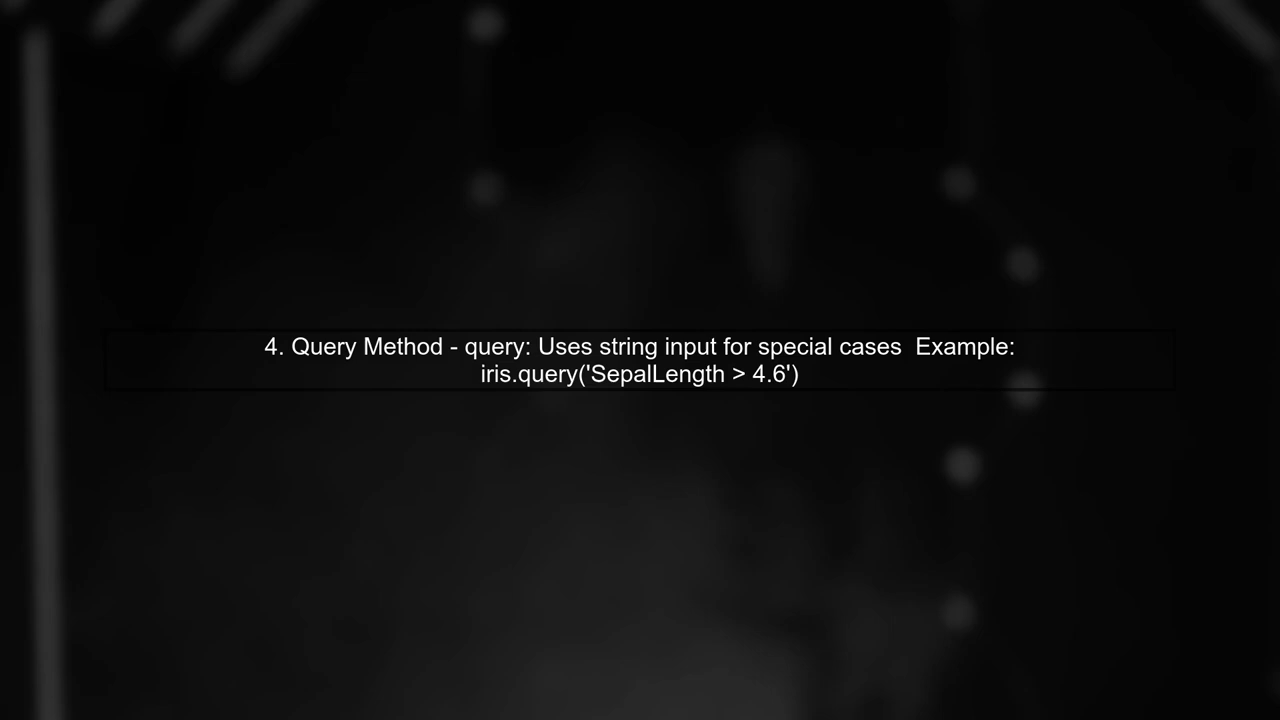 4. Query Method - query: Uses string input for special cases  Example:
iris.query('SepalLength > 4.6')